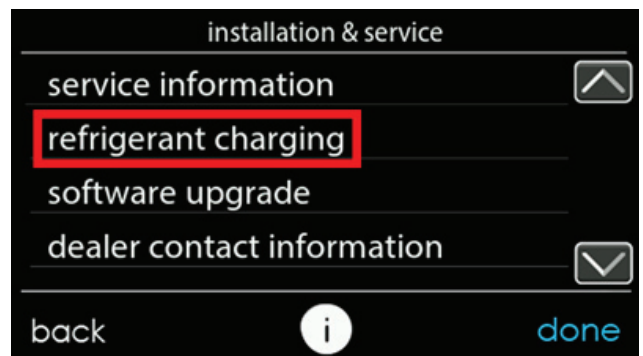 installation & service
service information
refrigerant charging
software upgrade
dealer contact information
back i done